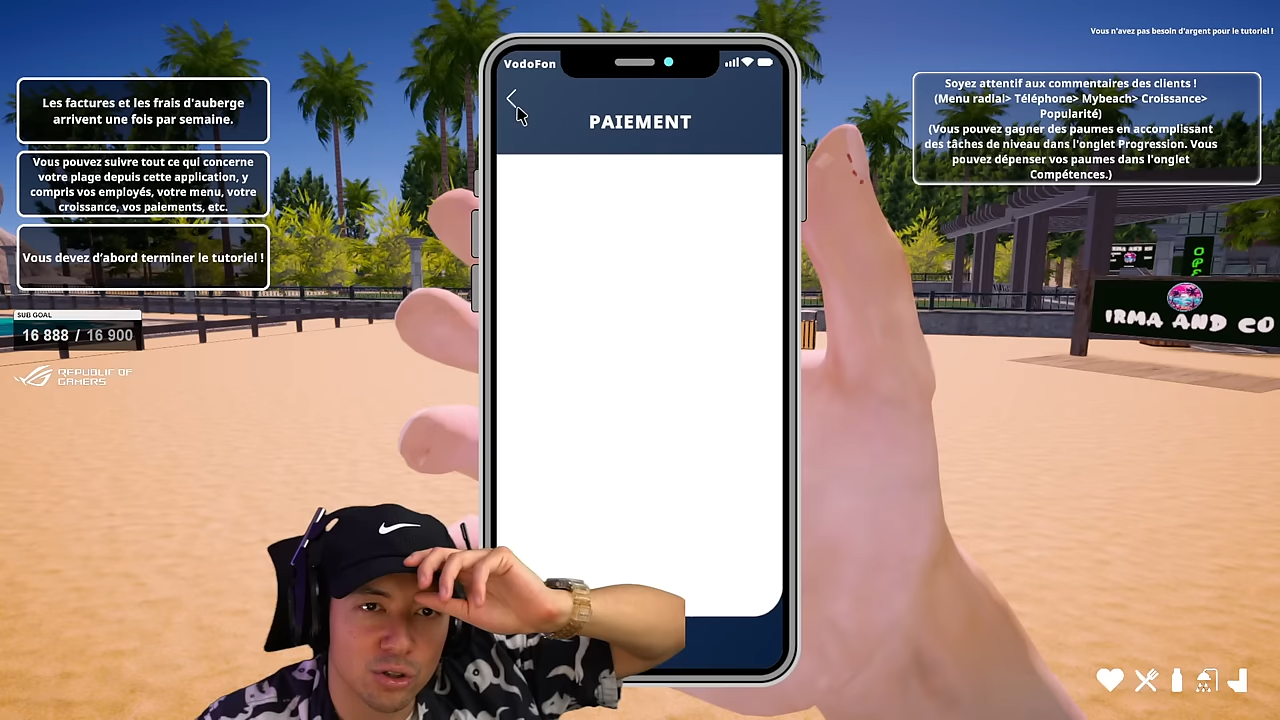 Vous n'avez pas besoin d'argent pour le tutoriel !
VodoFon
PAIEMENT
Les factures et les frais d'auberge
arrivent une fois par semaine.
Vous pouvez suivre tout ce qui concerne
votre plage depuis cette application, y
compris vos employés, votre menu, votre
croissance, vos paiements, etc.
Vous devez d'abord terminer le tutoriel !
SUB GOAL
16 888 / 16 900
REPUBLIC OF
GAMERS
Soyez attentif aux commentaires des clients !
(Menu radial> Téléphone> Mybeach> Croissance>
Popularité)
(Vous pouvez gagner des paumes en accomplissant
des tâches de niveau dans l'onglet Progression. Vous
pouvez dépenser vos paumes dans l'onglet
Compétences.)
OPE
IRMA AND CO